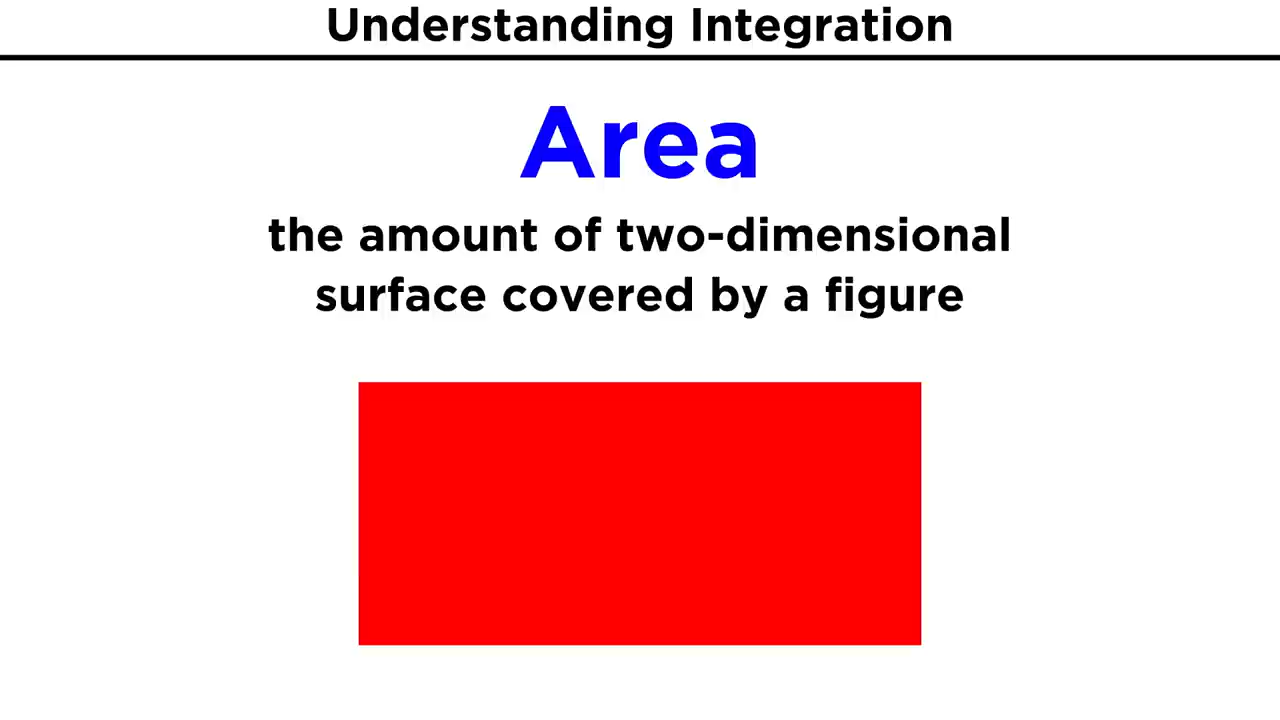 Understanding Integration
Area
the amount of two-dimensional
surface covered by a figure